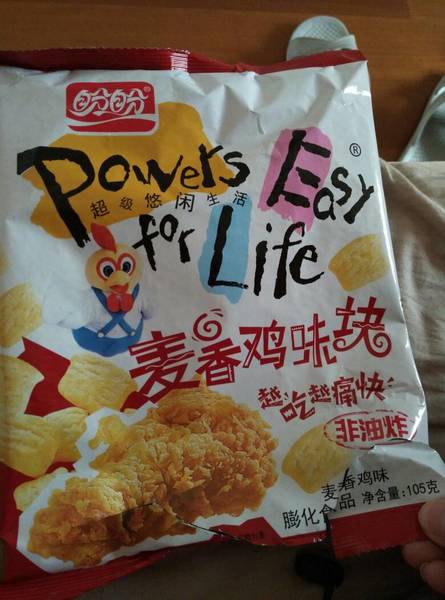 盼盼®
Powers Easy®
超级悠闲生活
for Life
麦香鸡味块
越吃越痛快
非油炸
麦香鸡味
膨化食品 净含量:105克